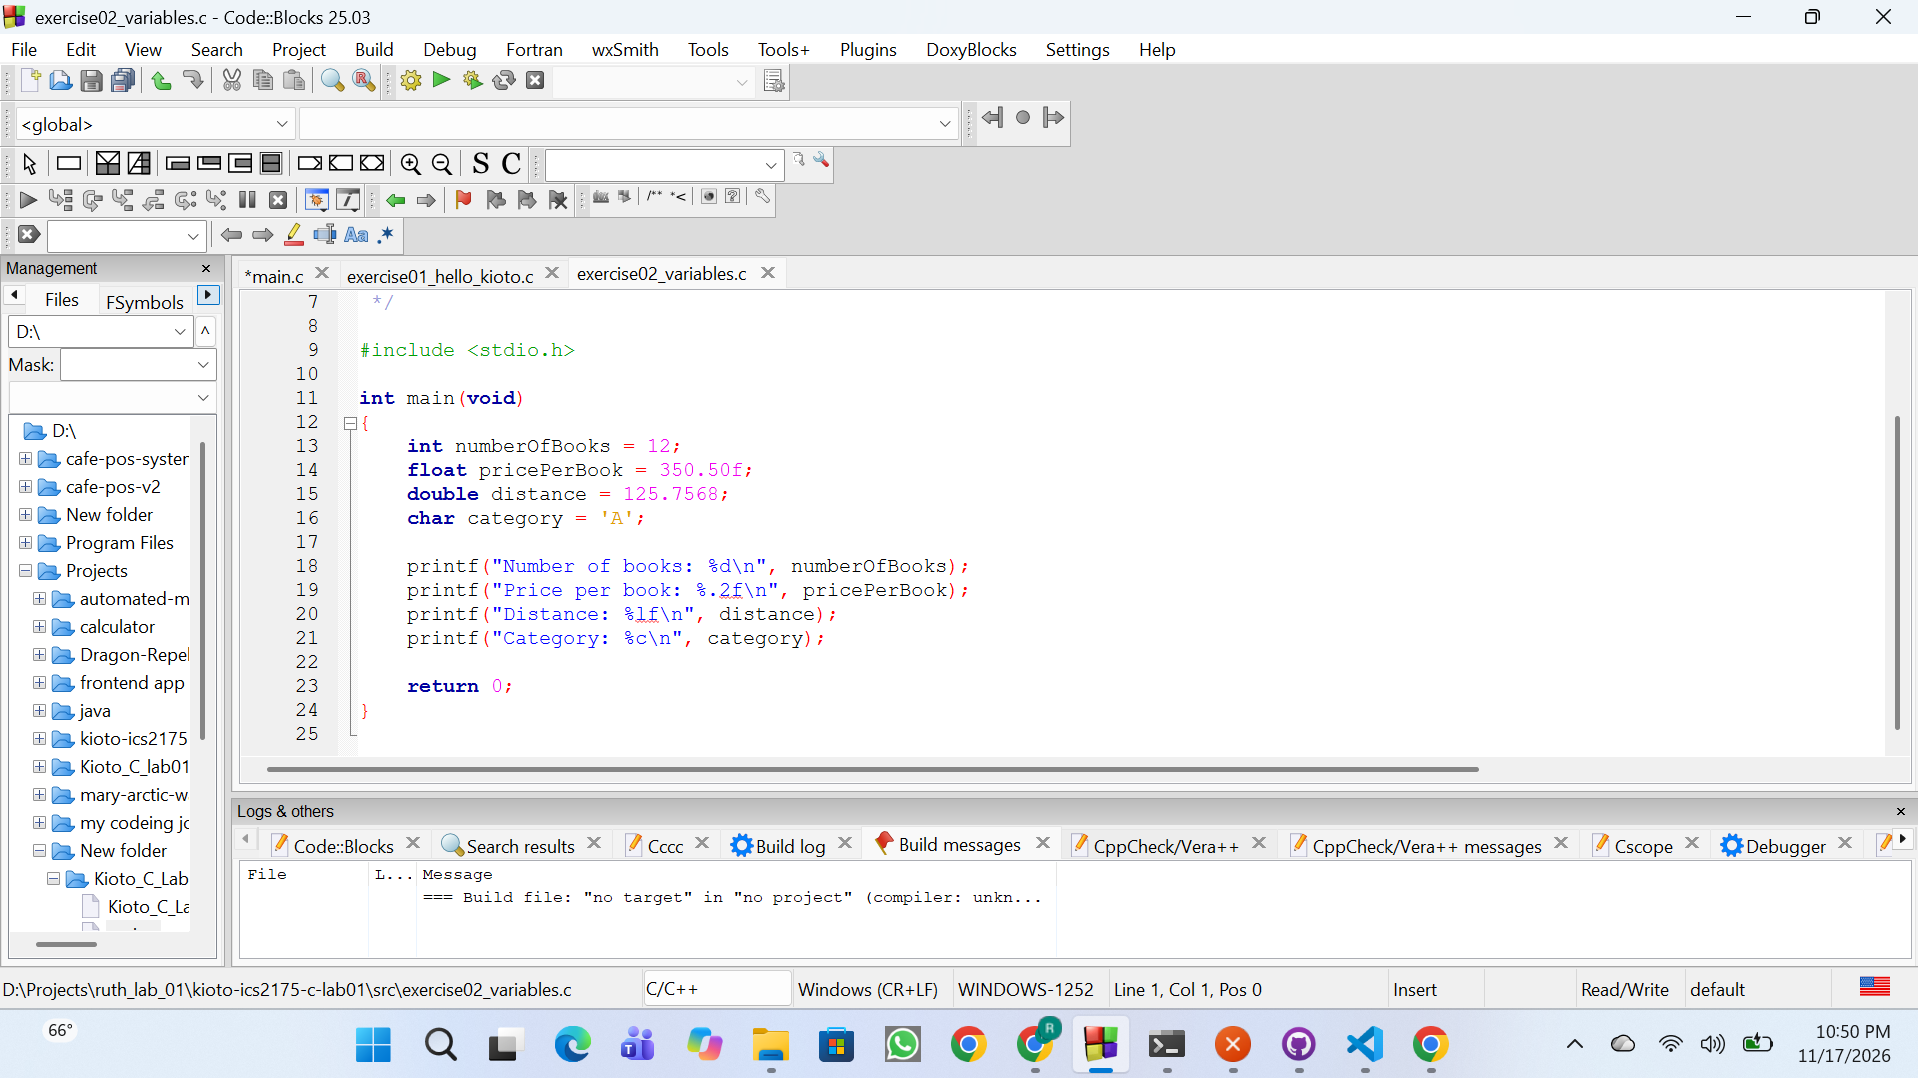 exercise02_variables.c - Code::Blocks 25.03
File Edit View Search Project Build Debug Fortran wxSmith Tools Tools+ Plugins DoxyBlocks Settings Help
<global>
S C
/** *<
Aa .*
Management
Files FSymbols
D:\
Mask:
D:\
cafe-pos-syster
cafe-pos-v2
New folder
Program Files
Projects
automated-m
calculator
Dragon-Repel
frontend app
java
kioto-ics2175
Kioto_C_lab01
mary-arctic-w
my codeing jo
New folder
Kioto_C_Lab
Kioto_C_La
*main.c exercise01_hello_kioto.c exercise02_variables.c
7 */
8
9 #include <stdio.h>
10
11 int main(void)
12 {
13 int numberOfBooks = 12;
14 float pricePerBook = 350.50f;
15 double distance = 125.7568;
16 char category = 'A';
17
18 printf("Number of books: %d\n", numberOfBooks);
19 printf("Price per book: %.2f\n", pricePerBook);
20 printf("Distance: %lf\n", distance);
21 printf("Category: %c\n", category);
22
23 return 0;
24 }
25
Logs & others
Code::Blocks Search results Cccc Build log Build messages CppCheck/Vera++ CppCheck/Vera++ messages Cscope Debugger
File L... Message
=== Build file: "no target" in "no project" (compiler: unkn...
D:\Projects\ruth_lab_01\kioto-ics2175-c-lab01\src\exercise02_variables.c C/C++ Windows (CR+LF) WINDOWS-1252 Line 1, Col 1, Pos 0 Insert Read/Write default
66°
R
10:50 PM
11/17/2026